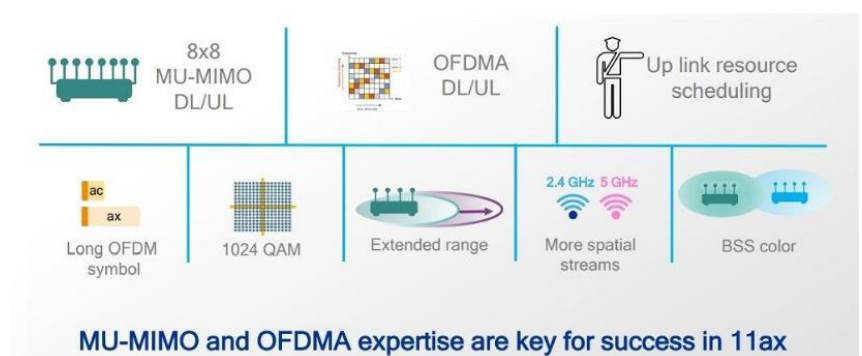 8x8
MU-MIMO
DL/UL
OFDMA
DL/UL
Up link resource
scheduling
ac
ax
Long OFDM
symbol
1024 QAM
Extended range
2.4 GHz 5 GHz
More spatial
streams
BSS color
MU-MIMO and OFDMA expertise are key for success in 11ax